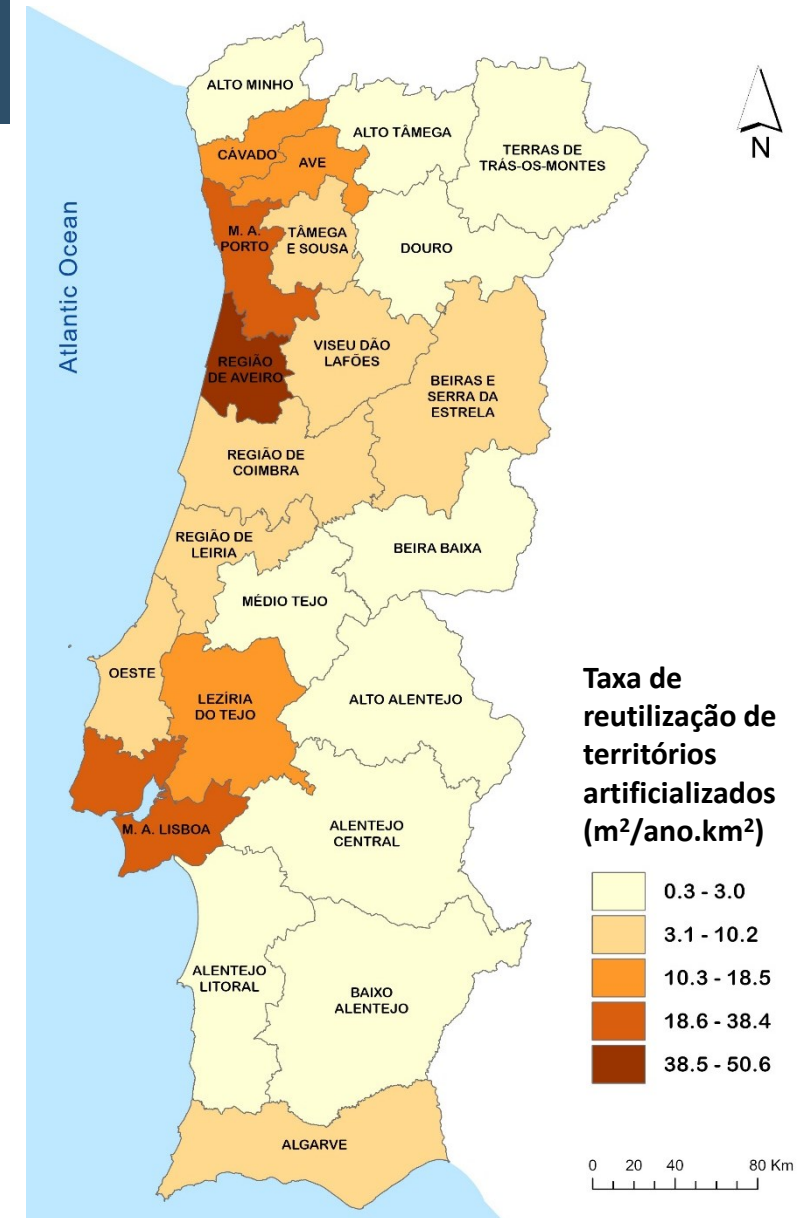 ALTO MINHO
CÁVADO
AVE
ALTO TÂMEGA
TERRAS DE
TRÁS-OS-MONTES
N
Atlantic Ocean
M. A.
PORTO
TÂMEGA
E SOUSA
DOURO
REGIÃO
DE AVEIRO
VISEU DÃO
LAFÕES
BEIRAS E
SERRA DA
ESTRELA
REGIÃO DE
COIMBRA
REGIÃO DE
LEIRIA
BEIRA BAIXA
MÉDIO TEJO
OESTE
LEZÍRIA
DO TEJO
ALTO ALENTEJO
M. A. LISBOA
ALENTEJO
CENTRAL
ALENTEJO
LITORAL
BAIXO
ALENTEJO
ALGARVE
Taxa de
reutilização de
territórios
artificializados
(m²/ano.km²)
0.3 - 3.0
3.1 - 10.2
10.3 - 18.5
18.6 - 38.4
38.5 - 50.6
0 20 40 80 Km